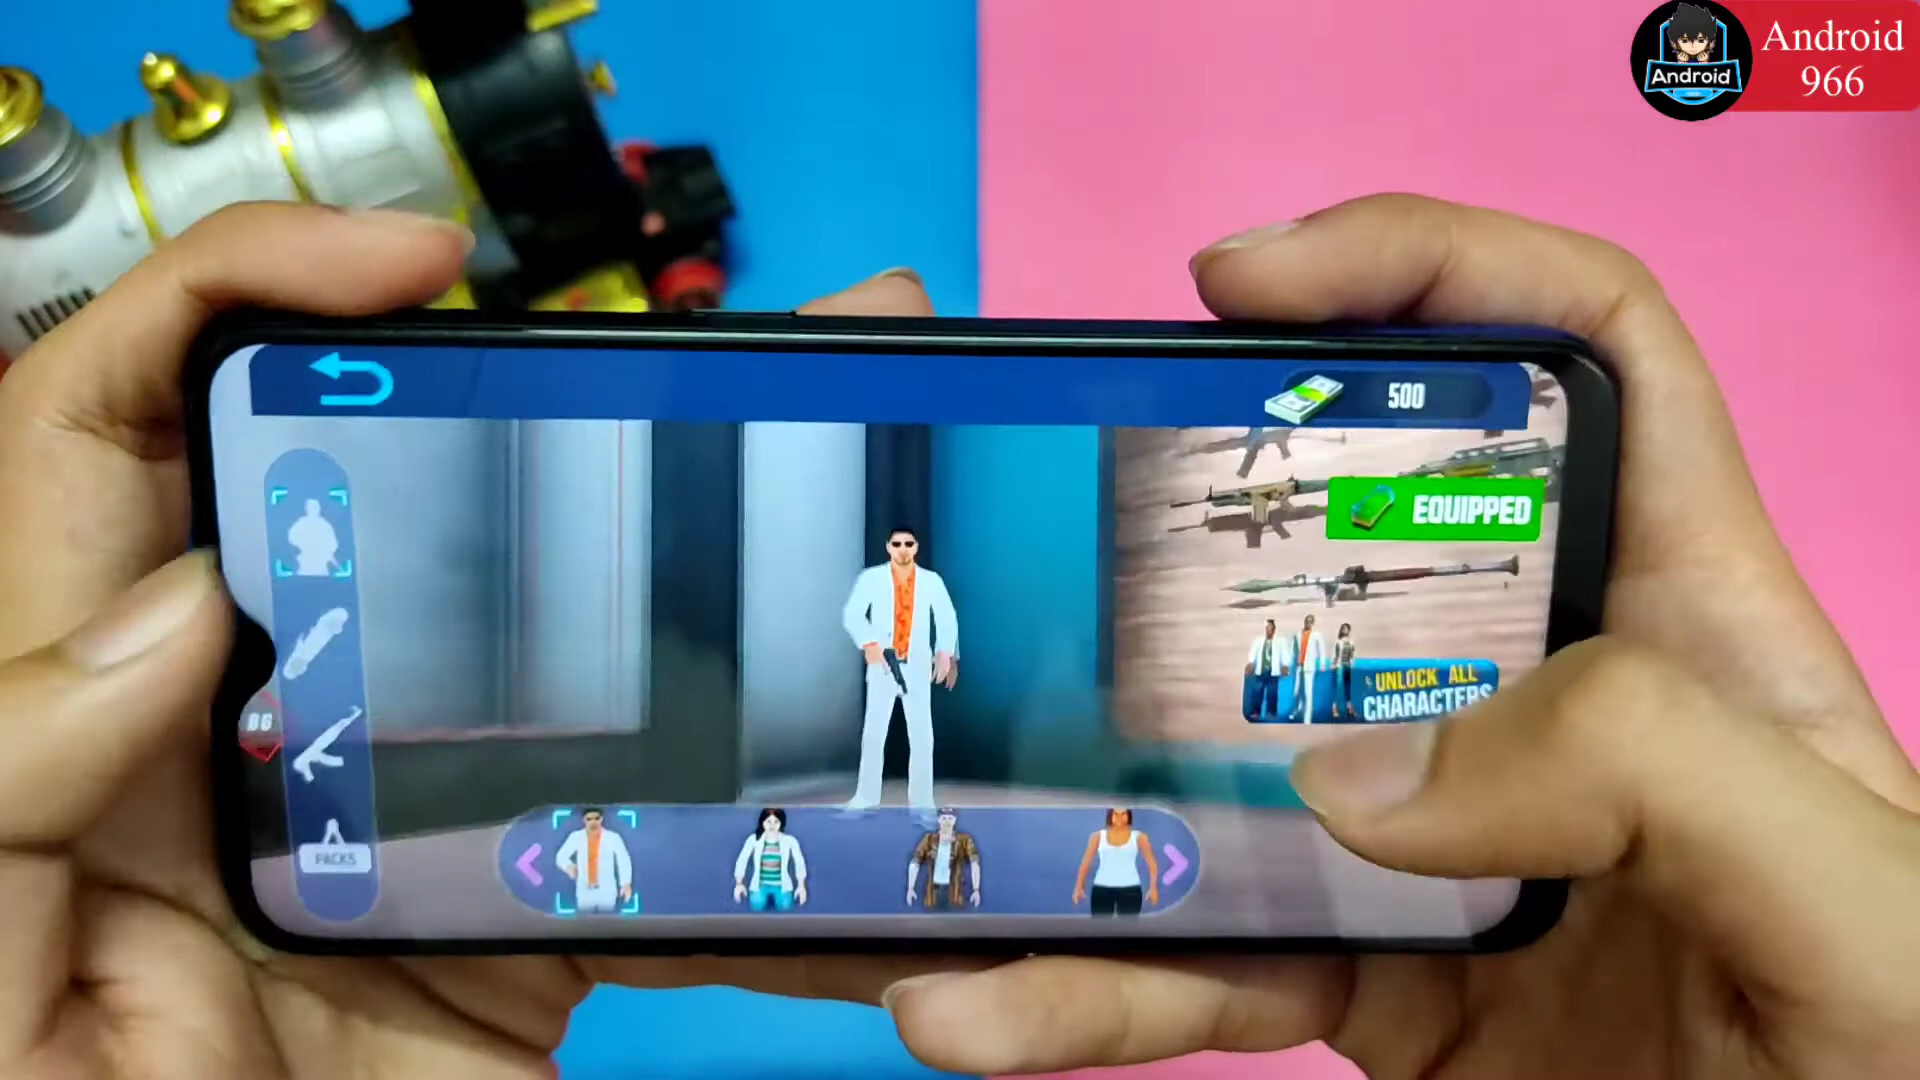 Android
966
Android
500
EQUIPPED
UNLOCK ALL
CHARACTERS
PACKS